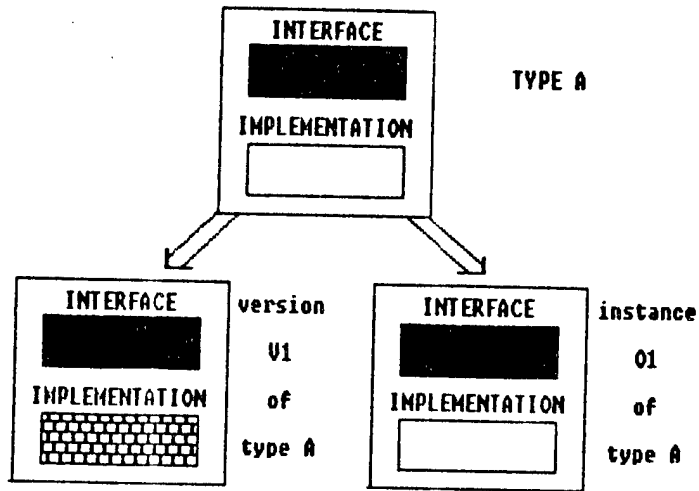 INTERFACE
TYPE A
IMPLEMENTATION
INTERFACE
version
V1
IMPLEMENTATION
of
type A
INTERFACE
instance
O1
IMPLEMENTATION
of
type A